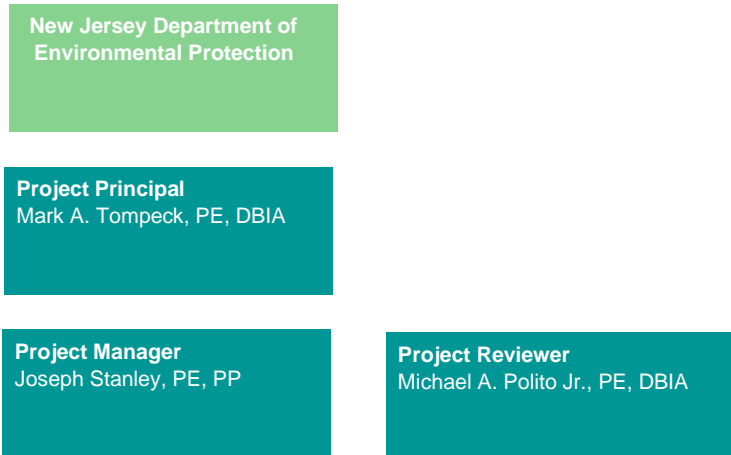 New Jersey Department of
Environmental Protection
Project Principal
Mark A. Tompeck, PE, DBIA
Project Manager
Joseph Stanley, PE, PP
Project Reviewer
Michael A. Polito Jr., PE, DBIA